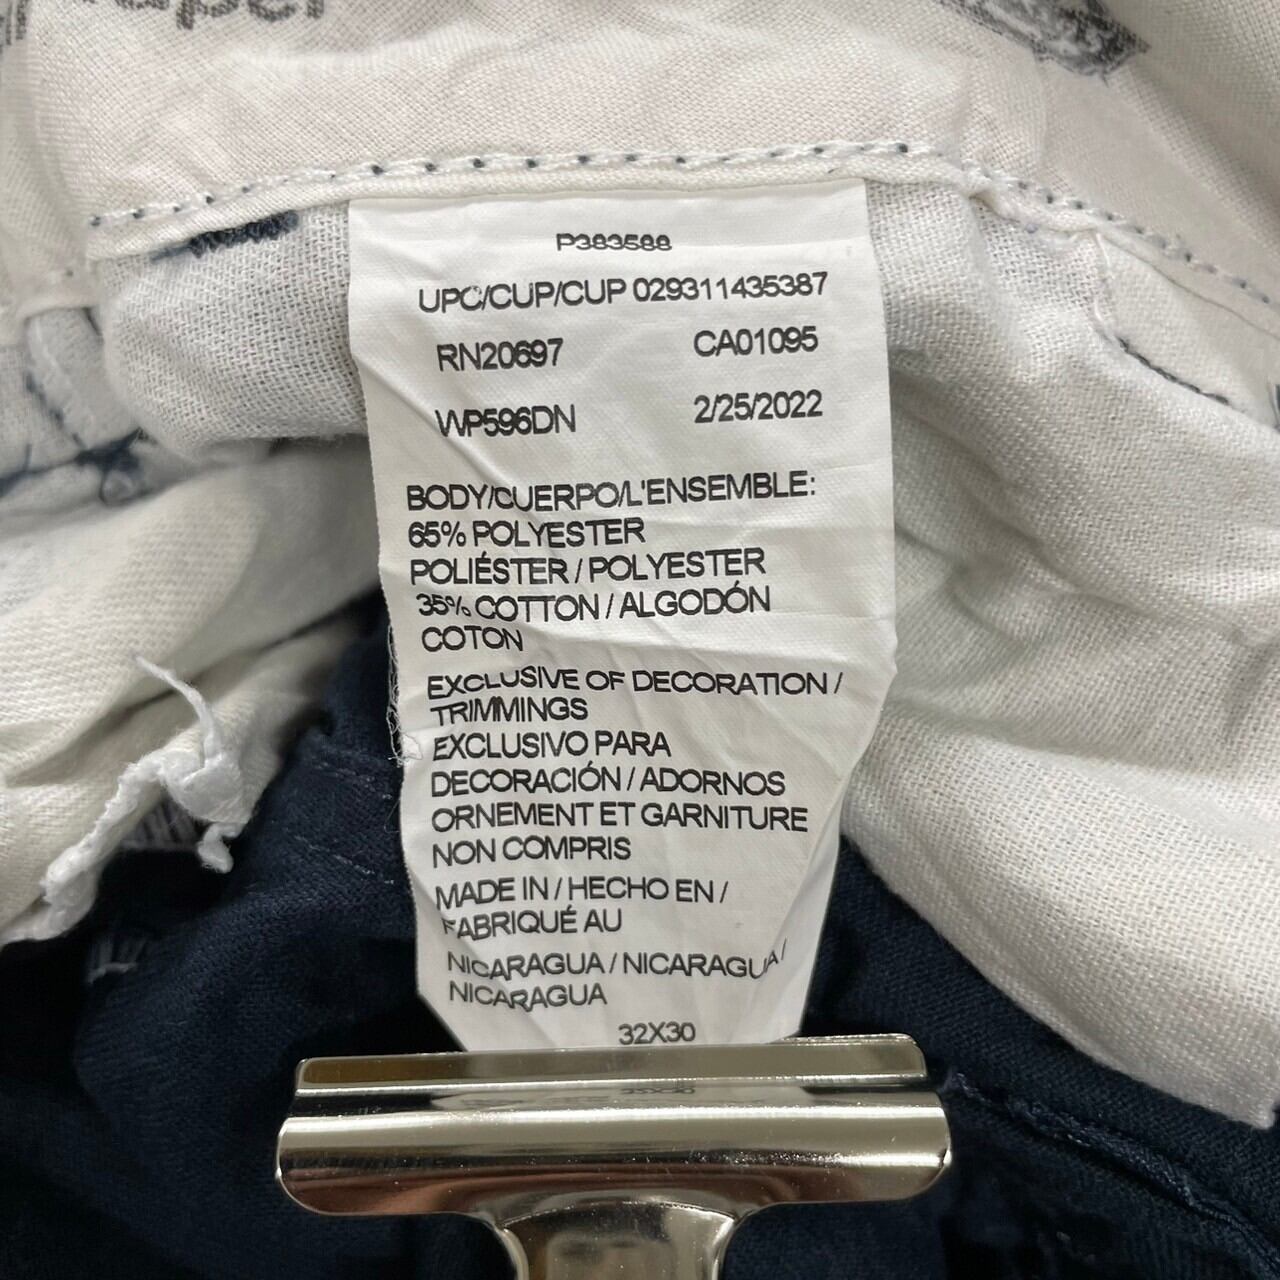 P383588
UPC/CUP/CUP 029311435387
RN20697 CA01095
WP596DN 2/25/2022
BODY/CUERPO/L'ENSEMBLE:
65% POLYESTER
POLIÉSTER / POLYESTER
35% COTTON / ALGODÓN
COTON
EXCLUSIVE OF DECORATION /
TRIMMINGS
EXCLUSIVO PARA
DECORACIÓN / ADORNOS
ORNEMENT ET GARNITURE
NON COMPRIS
MADE IN / HECHO EN /
FABRIQUÉ AU
NICARAGUA / NICARAGUA /
NICARAGUA
32X30